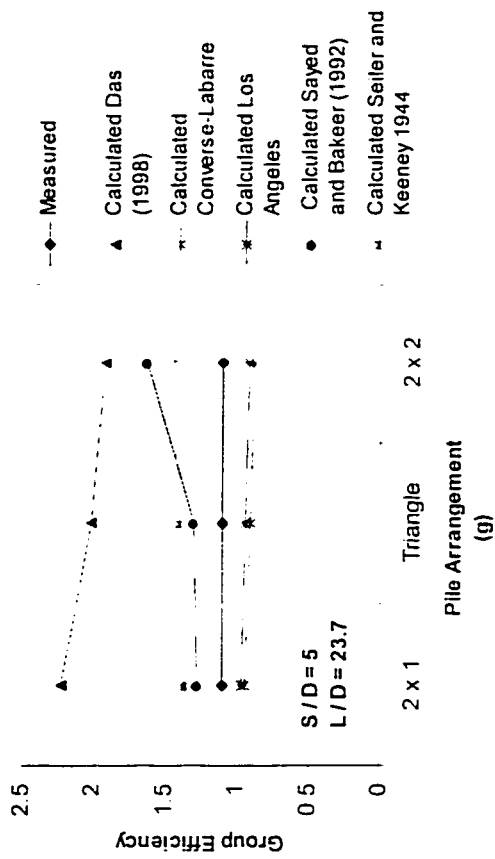 2.5
2
1.5
1
0 5
0
Group Efficiency
S / D = 5
L / D = 23.7
2 x 1
Triangle
2 x 2
Pile Arrangement
(g)
Measured
Calculated Das
(1998)
Calculated
Converse-Labarre
Calculated Los
Angeles
Calculated Sayed
and Bakeer (1992)
Calculated Seiler and
Keeney 1944